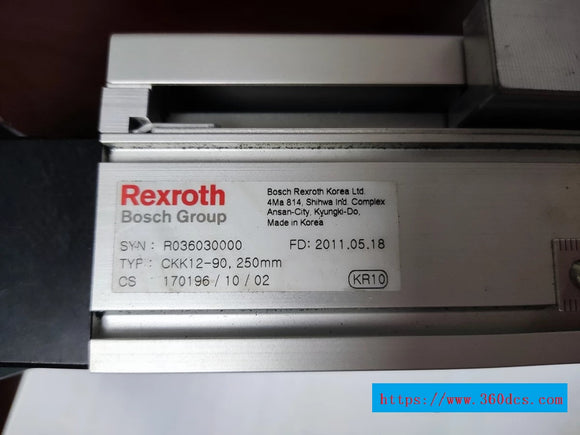 Rexroth
Bosch Group
Bosch Rexroth Korea Ltd.
4Ma 814, Shihwa Ind. Complex
Ansan-City, Kyungki-Do,
Made in Korea
SY-N : R036030000 FD: 2011.05.18
TYP : CKK12-90, 250mm
CS : 170196 / 10 / 02 KR10
https://www.360dcs.com